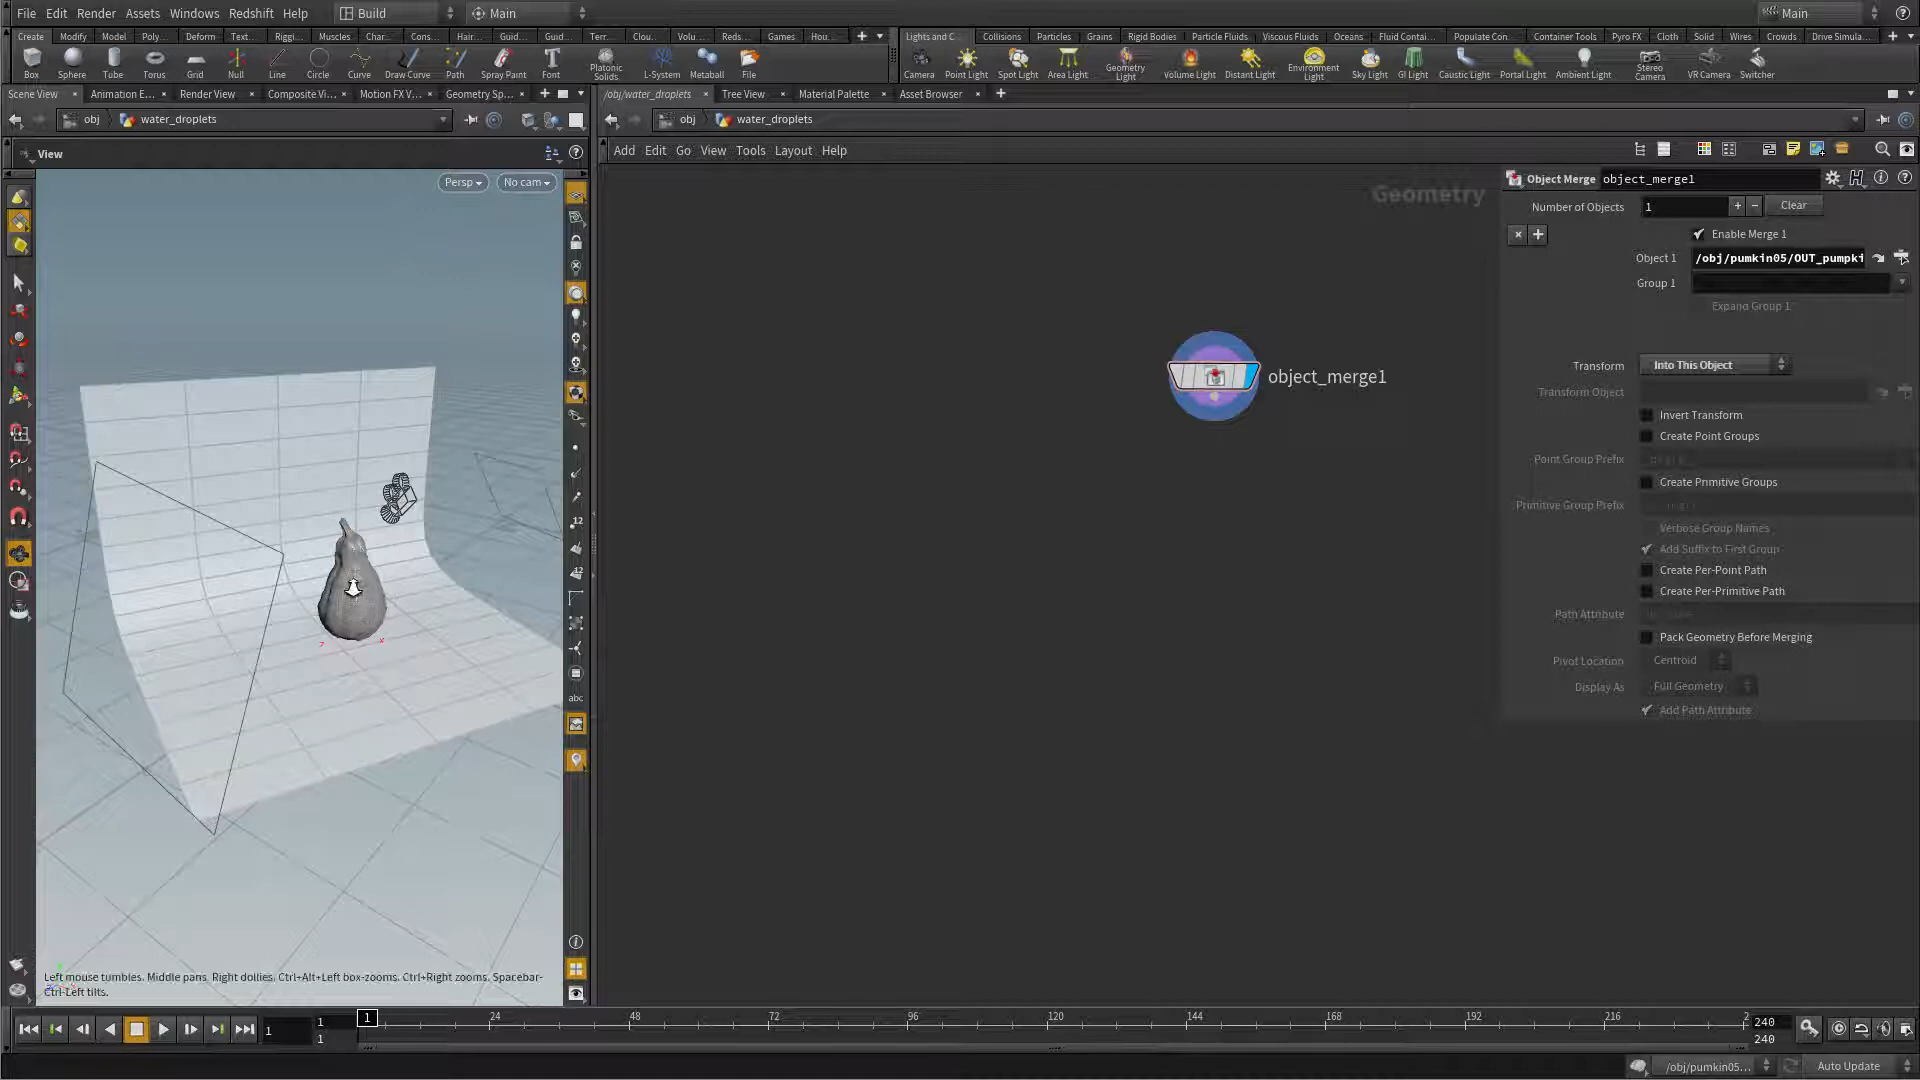 File Edit Render Assets Windows Redshift Help Build Main Main
Create Modify Model Poly... Deform Text... Riggi... Muscles Char... Cons... Hair... Guid... Guid... Terr... Clou... Volu... Reds... Games Hou... Lights and C... Collisions Particles Grains Rigid Bodies Particle Fluids Viscous Fluids Oceans Fluid Contai... Populate Con... Container Tools Pyro FX Cloth Solid Wires Crowds Drive Simula...
Box Sphere Tube Torus Grid Null Line Circle Curve Draw Curve Path Spray Paint Font Platonic Solids L-System Metaball File Camera Point Light Spot Light Area Light Geometry Light Volume Light Distant Light Environment Light Sky Light GI Light Caustic Light Portal Light Ambient Light Stereo Camera VR Camera Switcher
Scene View Animation E... Render View Composite Vi... Motion FX V... Geometry Sp... /obj/water_droplets Tree View Material Palette Asset Browser
obj water_droplets obj water_droplets
View Add Edit Go View Tools Layout Help
Persp No cam
Geometry
Object Merge object_merge1
Number of Objects 1 Clear
Enable Merge 1
Object 1 /obj/pumkin05/OUT_pumpki
Group 1
Expand Group 1
Transform Into This Object
Transform Object
Invert Transform
Create Point Groups
Point Group Prefix
Create Primitive Groups
Primitive Group Prefix
Verbose Group Names
Add Suffix to First Group
Create Per-Point Path
Create Per-Primitive Path
Path Attribute
Pack Geometry Before Merging
Pivot Location Centroid
Display As Full Geometry
Add Path Attribute
object_merge1
12
12
abc
z x
Left mouse tumbles. Middle pans. Right dollies. Ctrl+Alt+Left box-zooms. Ctrl+Right zooms. Spacebar-
Ctrl-Left tilts.
1 1 1 1 24 48 72 96 120 144 168 192 216 2 240 240
/obj/pumkin05... Auto Update